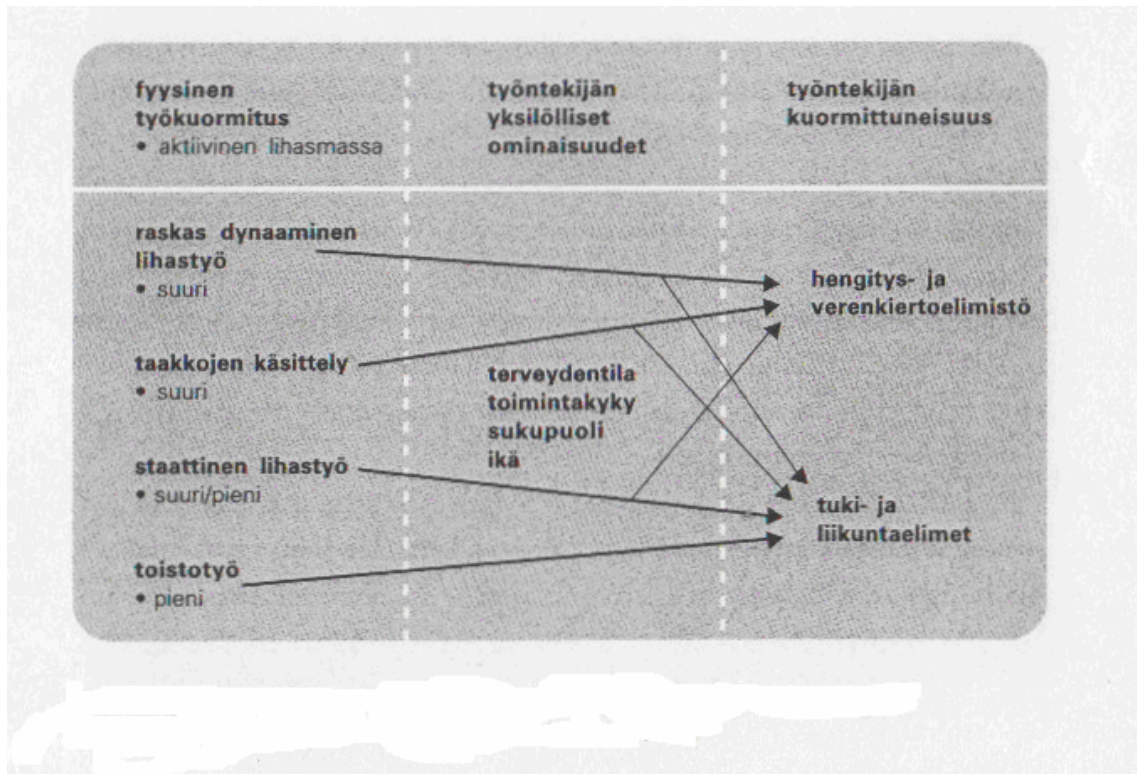 fyysinen
työkuormitus
• aktiivinen lihasmassa
työntekijän
yksilölliset
ominaisuudet
työntekijän
kuormittuneisuus
raskas dynaaminen
lihastyö
• suuri
taakkojen käsittely
• suuri
staattinen lihastyö
• suuri/pieni
toistotyö
• pieni
terveydentila
toimintakyky
sukupuoli
ikä
hengitys- ja
verenkiertoelimistö
tuki- ja
liikuntaelimet